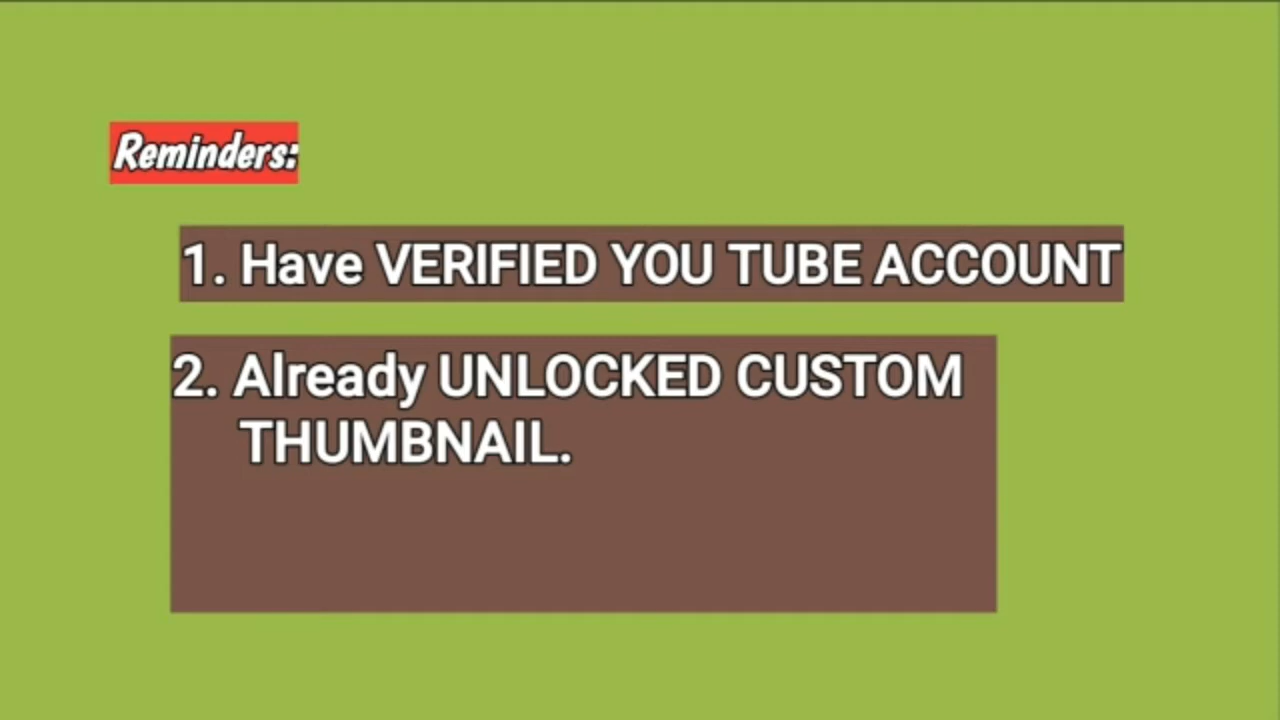 Reminders:
1. Have VERIFIED YOU TUBE ACCOUNT
2. Already UNLOCKED CUSTOM
THUMBNAIL.